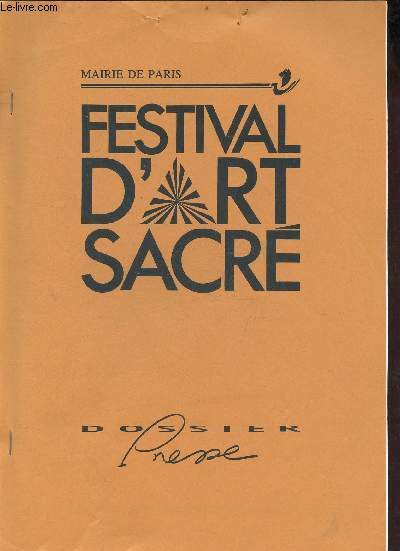 Le-livre.com
MAIRIE DE PARIS
FESTIVAL
D'ART
SACRÉ
DOSSIER
Presse